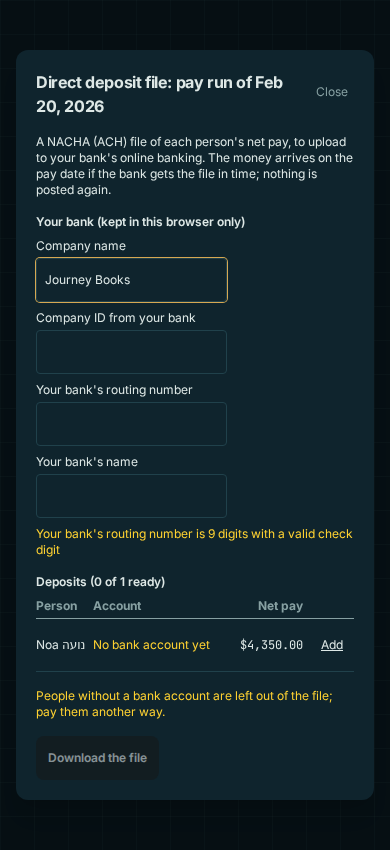 Direct deposit file: pay run of Feb
20, 2026
Close
A NACHA (ACH) file of each person's net pay, to upload
to your bank's online banking. The money arrives on the
pay date if the bank gets the file in time; nothing is
posted again.
Your bank (kept in this browser only)
Company name
Journey Books
Company ID from your bank
Your bank's routing number
Your bank's name
Your bank's routing number is 9 digits with a valid check
digit
Deposits (0 of 1 ready)
Person Account Net pay
Noa נועה No bank account yet $4,350.00 Add
People without a bank account are left out of the file;
pay them another way.
Download the file